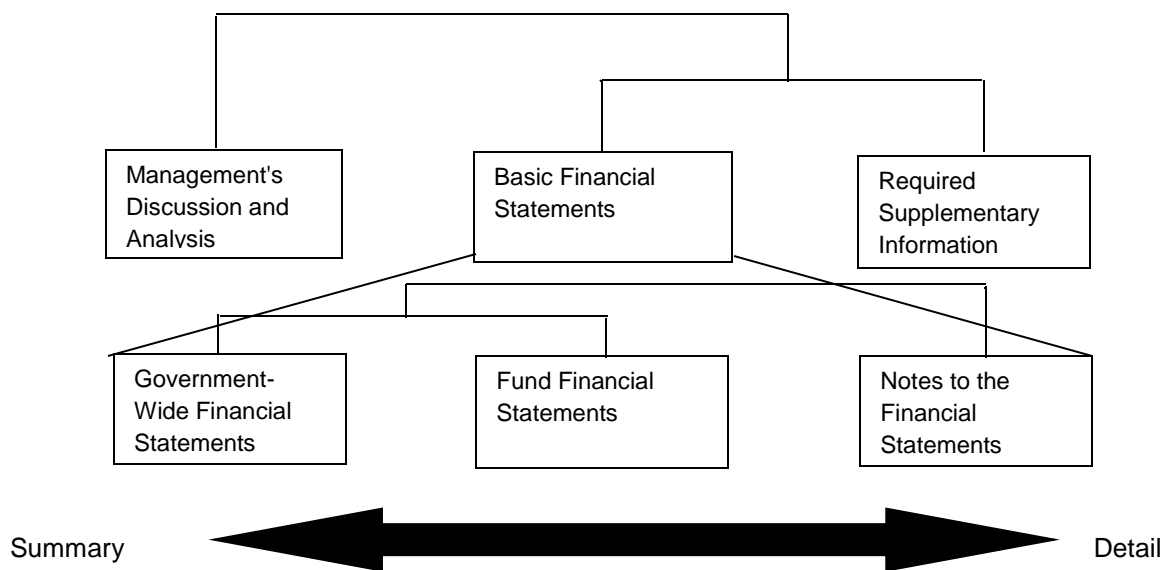 Management's
Discussion and
Analysis
Basic Financial
Statements
Required
Supplementary
Information
Government-
Wide Financial
Statements
Fund Financial
Statements
Notes to the
Financial
Statements
Summary
Detail